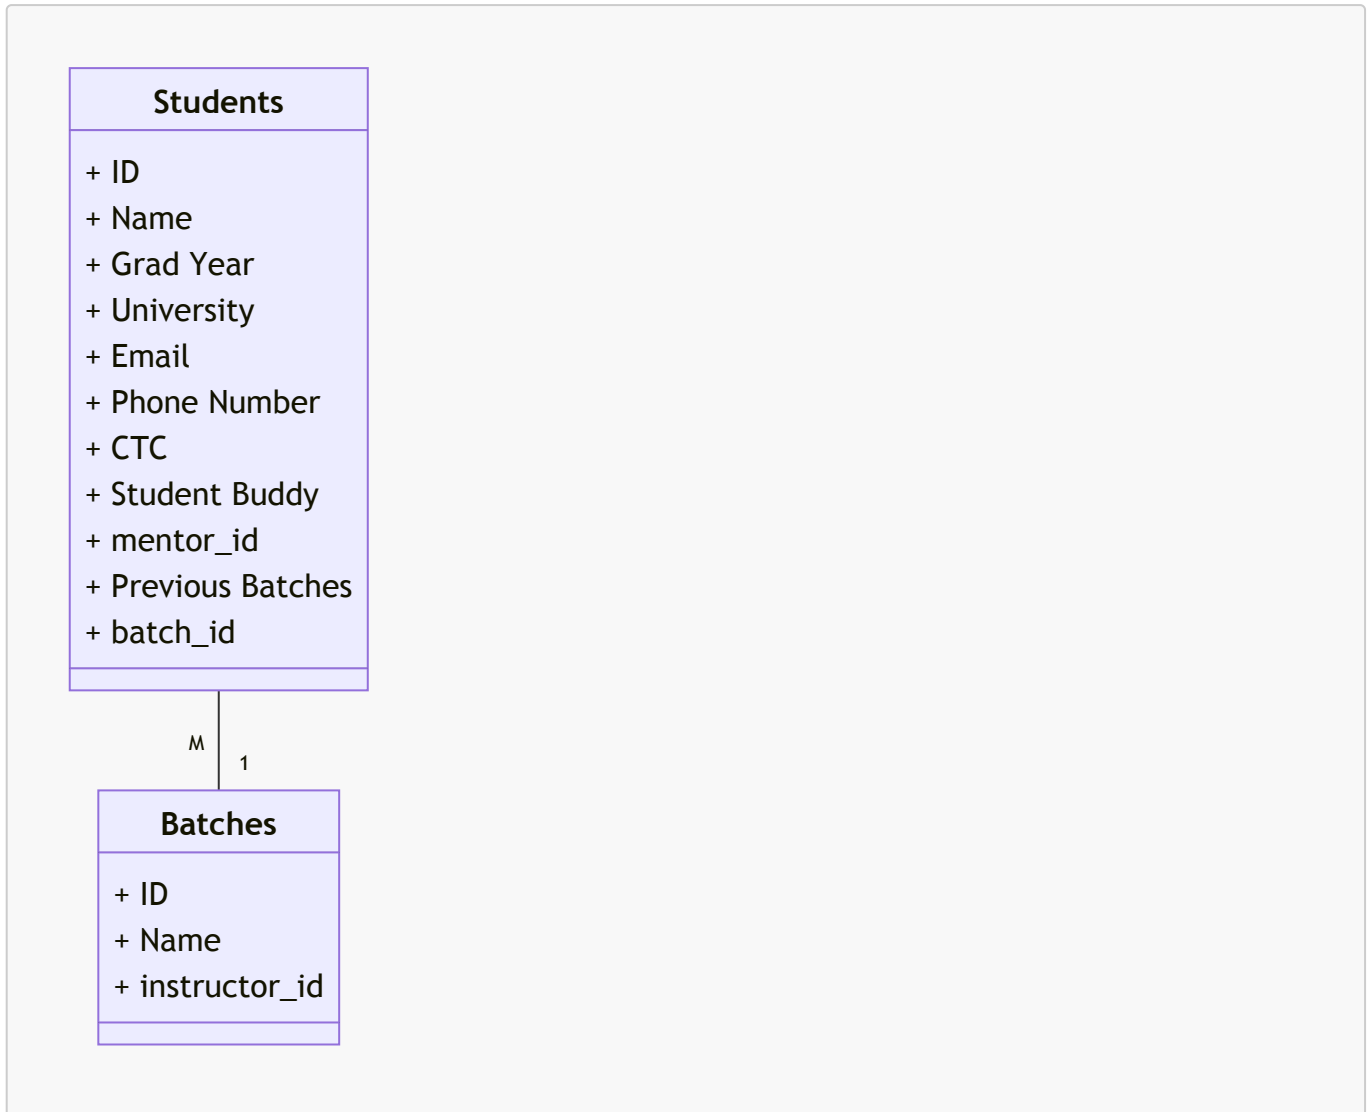 Students
+ ID
+ Name
+ Grad Year
+ University
+ Email
+ Phone Number
+ CTC
+ Student Buddy
+ mentor_id
+ Previous Batches
+ batch_id
M
1
Batches
+ ID
+ Name
+ instructor_id